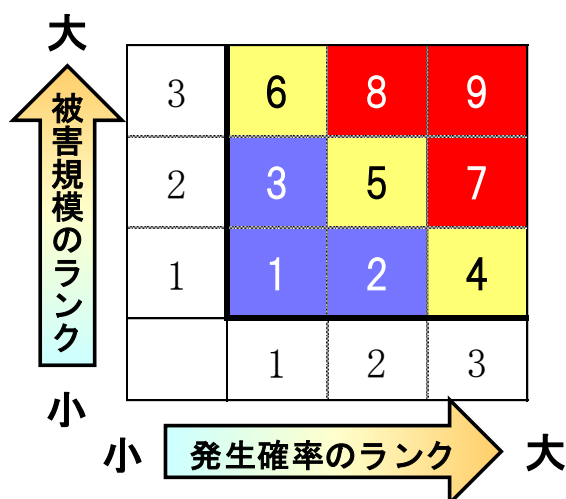 大
被害規模のランク
3 6 8 9
2 3 5 7
1 1 2 4
1 2 3
小
小 発生確率のランク 大